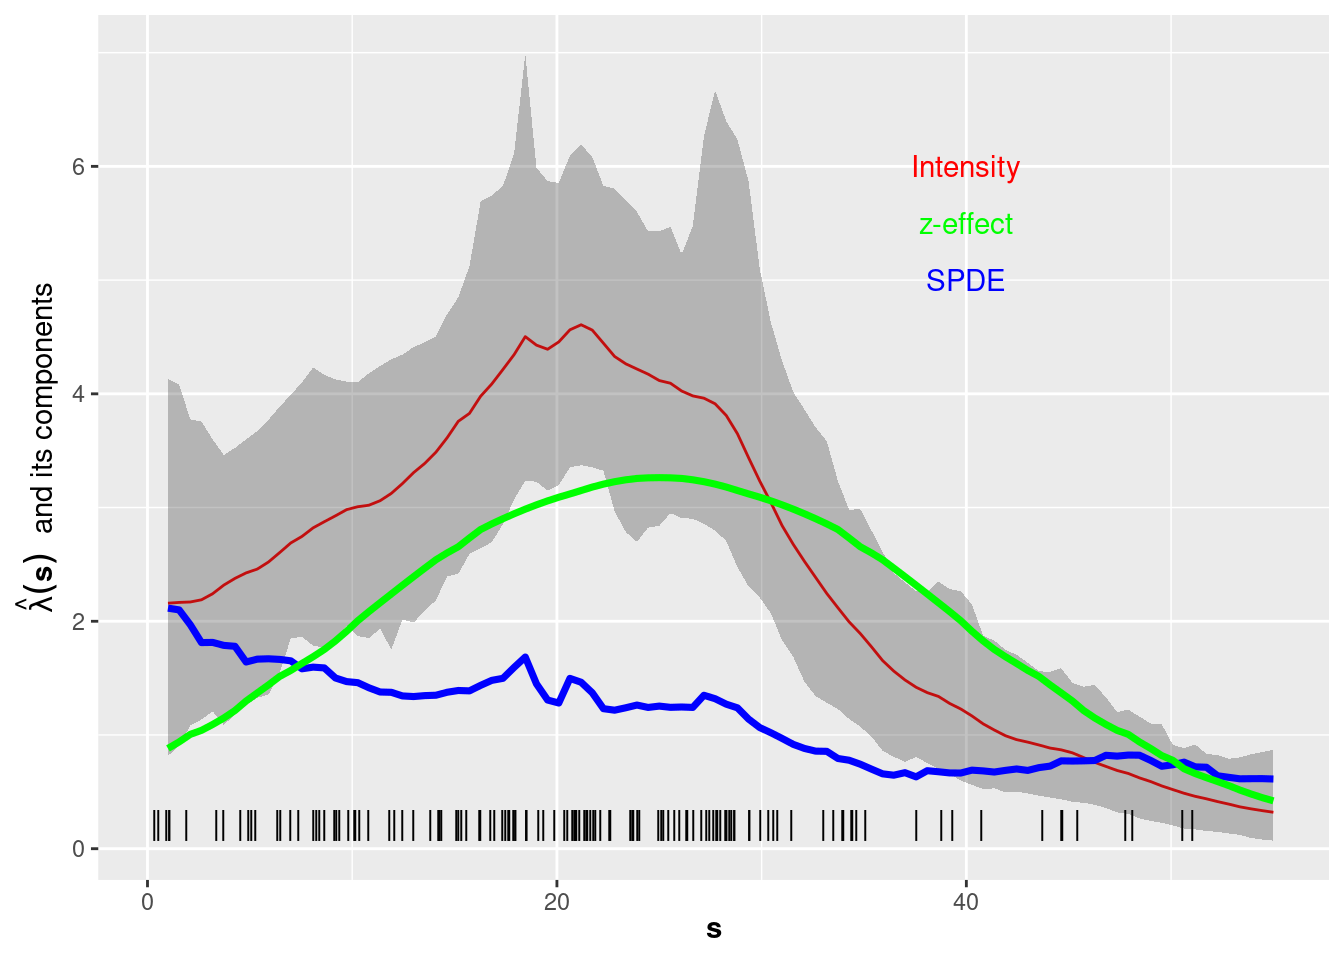 λ̂(s) and its components
6
4
2
0
Intensity
z-effect
SPDE
0 20 40
s